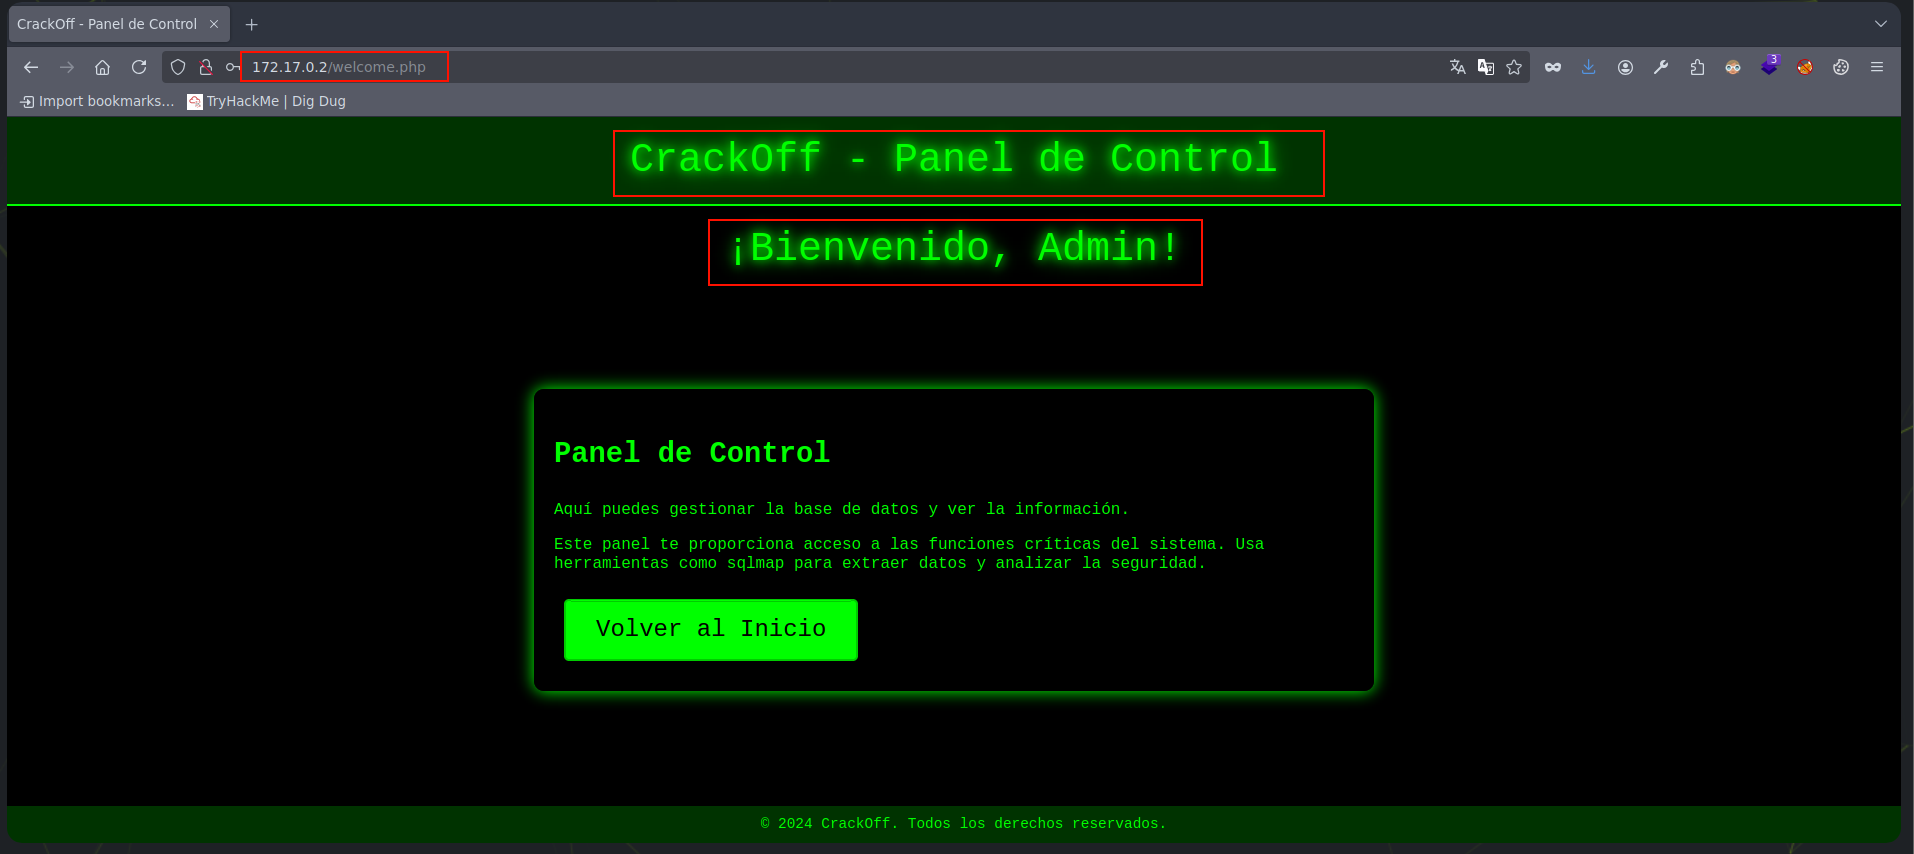 CrackOff - Panel de Control
172.17.0.2/welcome.php
3
Import bookmarks...
TryHackMe | Dig Dug
CrackOff - Panel de Control
¡Bienvenido, Admin!
Panel de Control
Aquí puedes gestionar la base de datos y ver la información.
Este panel te proporciona acceso a las funciones críticas del sistema. Usa
herramientas como sqlmap para extraer datos y analizar la seguridad.
Volver al Inicio
© 2024 CrackOff. Todos los derechos reservados.